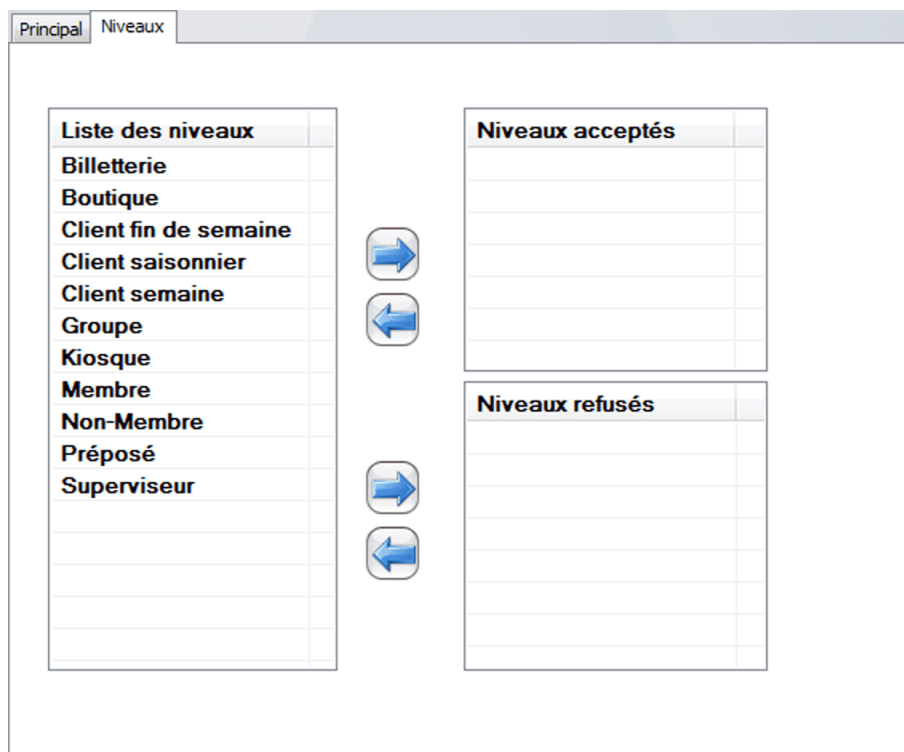 Principal
Niveaux
Liste des niveaux
Billetterie
Boutique
Client fin de semaine
Client saisonnier
Client semaine
Groupe
Kiosque
Membre
Non-Membre
Préposé
Superviseur
Niveaux acceptés
Niveaux refusés